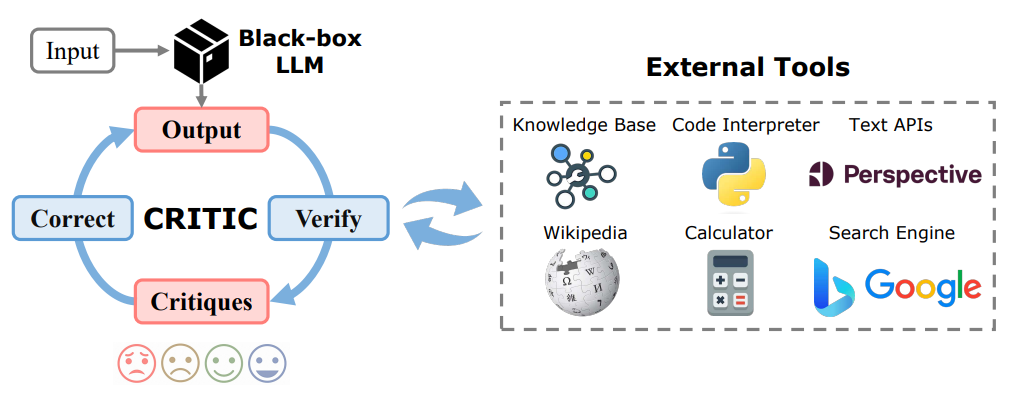 Input
Black-box
LLM
Output
Correct
CRITIC
Verify
Critiques
External Tools
Knowledge Base
Code Interpreter
Text APIs
Perspective
Wikipedia
Calculator
Search Engine
Google